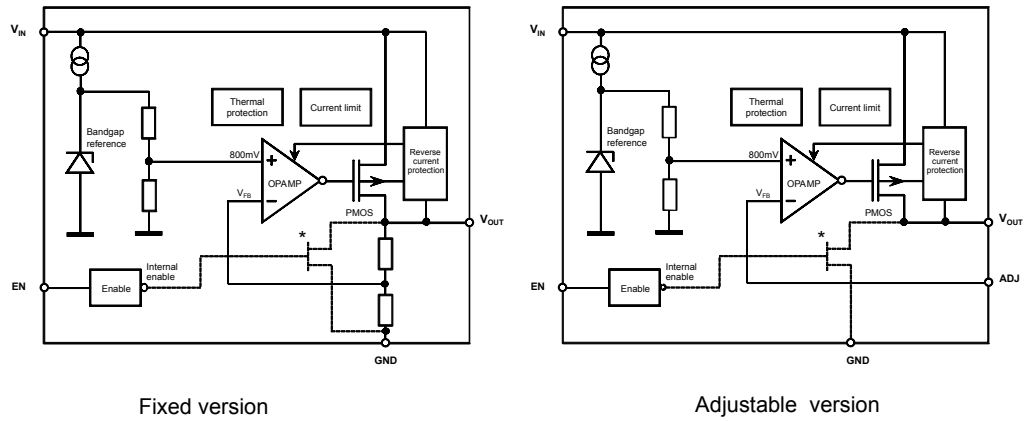 VIN
Thermal
protection
Current limit
Bandgap
reference
Reverse
current
protection
800mV
+
OPAMP
VFB
−
PMOS
VOUT
*
Internal
enable
EN
Enable
GND
Fixed version
VIN
Thermal
protection
Current limit
Bandgap
reference
Reverse
current
protection
800mV
+
OPAMP
VFB
−
PMOS
VOUT
*
Internal
enable
ADJ
EN
Enable
GND
Adjustable version